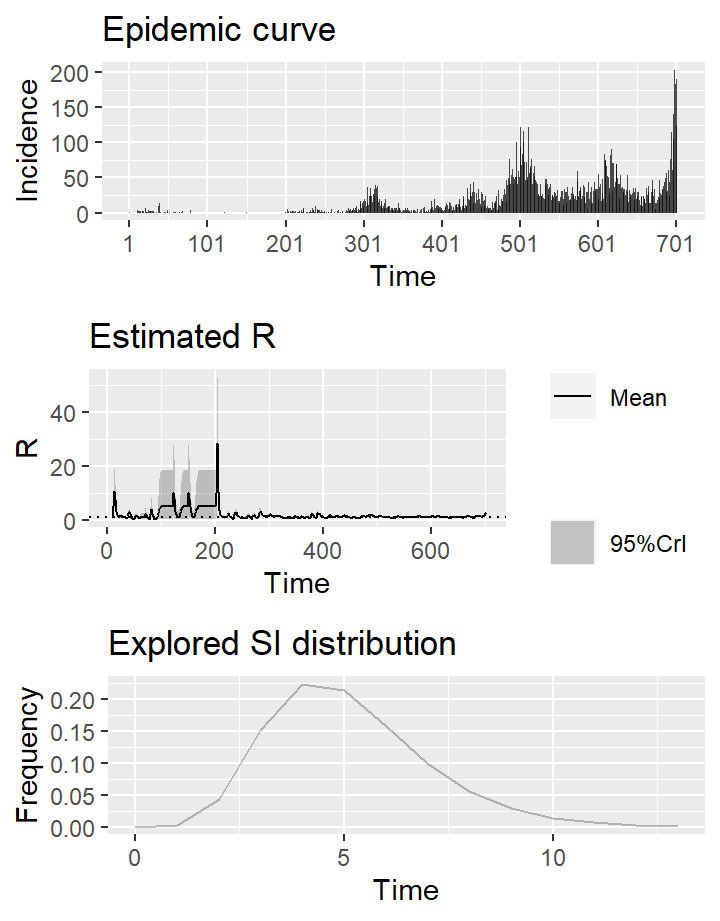 Epidemic curve
Incidence
200
150
100
50
0
1 101 201 301 401 501 601 701
Time
Estimated R
R
40
20
0
0 200 400 600
Time
Mean
95%CrI
Explored SI distribution
Frequency
0.20
0.15
0.10
0.05
0.00
0 5 10
Time